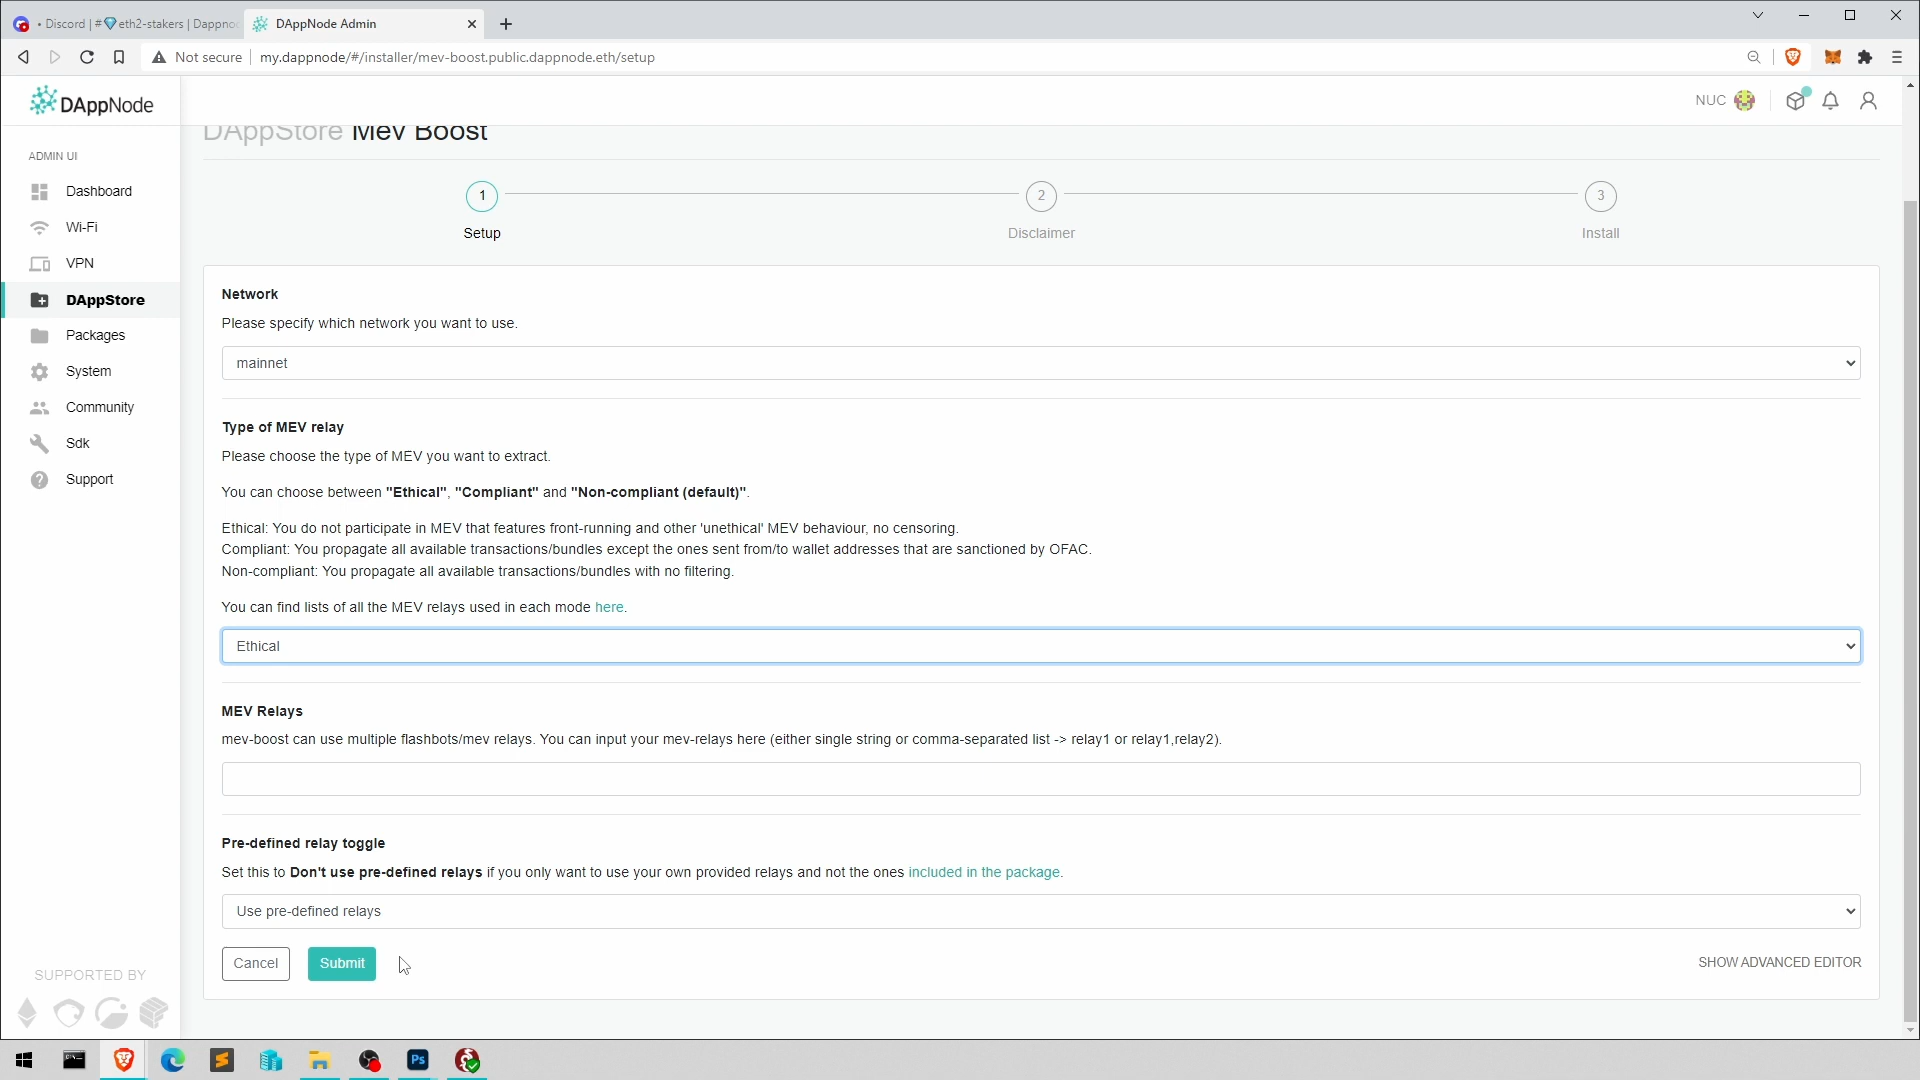 • Discord | #💎eth2-stakers | Dappno
DAppNode Admin
Not secure
my.dappnode/#/installer/mev-boost.public.dappnode.eth/setup
DAppNode
NUC
DAppStore Mev Boost
ADMIN UI
Dashboard
Wi-Fi
VPN
DAppStore
Packages
System
Community
Sdk
Support
SUPPORTED BY
1
2
3
Setup
Disclaimer
Install
Network
Please specify which network you want to use.
mainnet
Type of MEV relay
Please choose the type of MEV you want to extract.
You can choose between "Ethical", "Compliant" and "Non-compliant (default)".
Ethical: You do not participate in MEV that features front-running and other 'unethical' MEV behaviour, no censoring.
Compliant: You propagate all available transactions/bundles except the ones sent from/to wallet addresses that are sanctioned by OFAC.
Non-compliant: You propagate all available transactions/bundles with no filtering.
You can find lists of all the MEV relays used in each mode here.
Ethical
MEV Relays
mev-boost can use multiple flashbots/mev relays. You can input your mev-relays here (either single string or comma-separated list -> relay1 or relay1,relay2).
Pre-defined relay toggle
Set this to Don't use pre-defined relays if you only want to use your own provided relays and not the ones included in the package.
Use pre-defined relays
Cancel
Submit
SHOW ADVANCED EDITOR
Ps